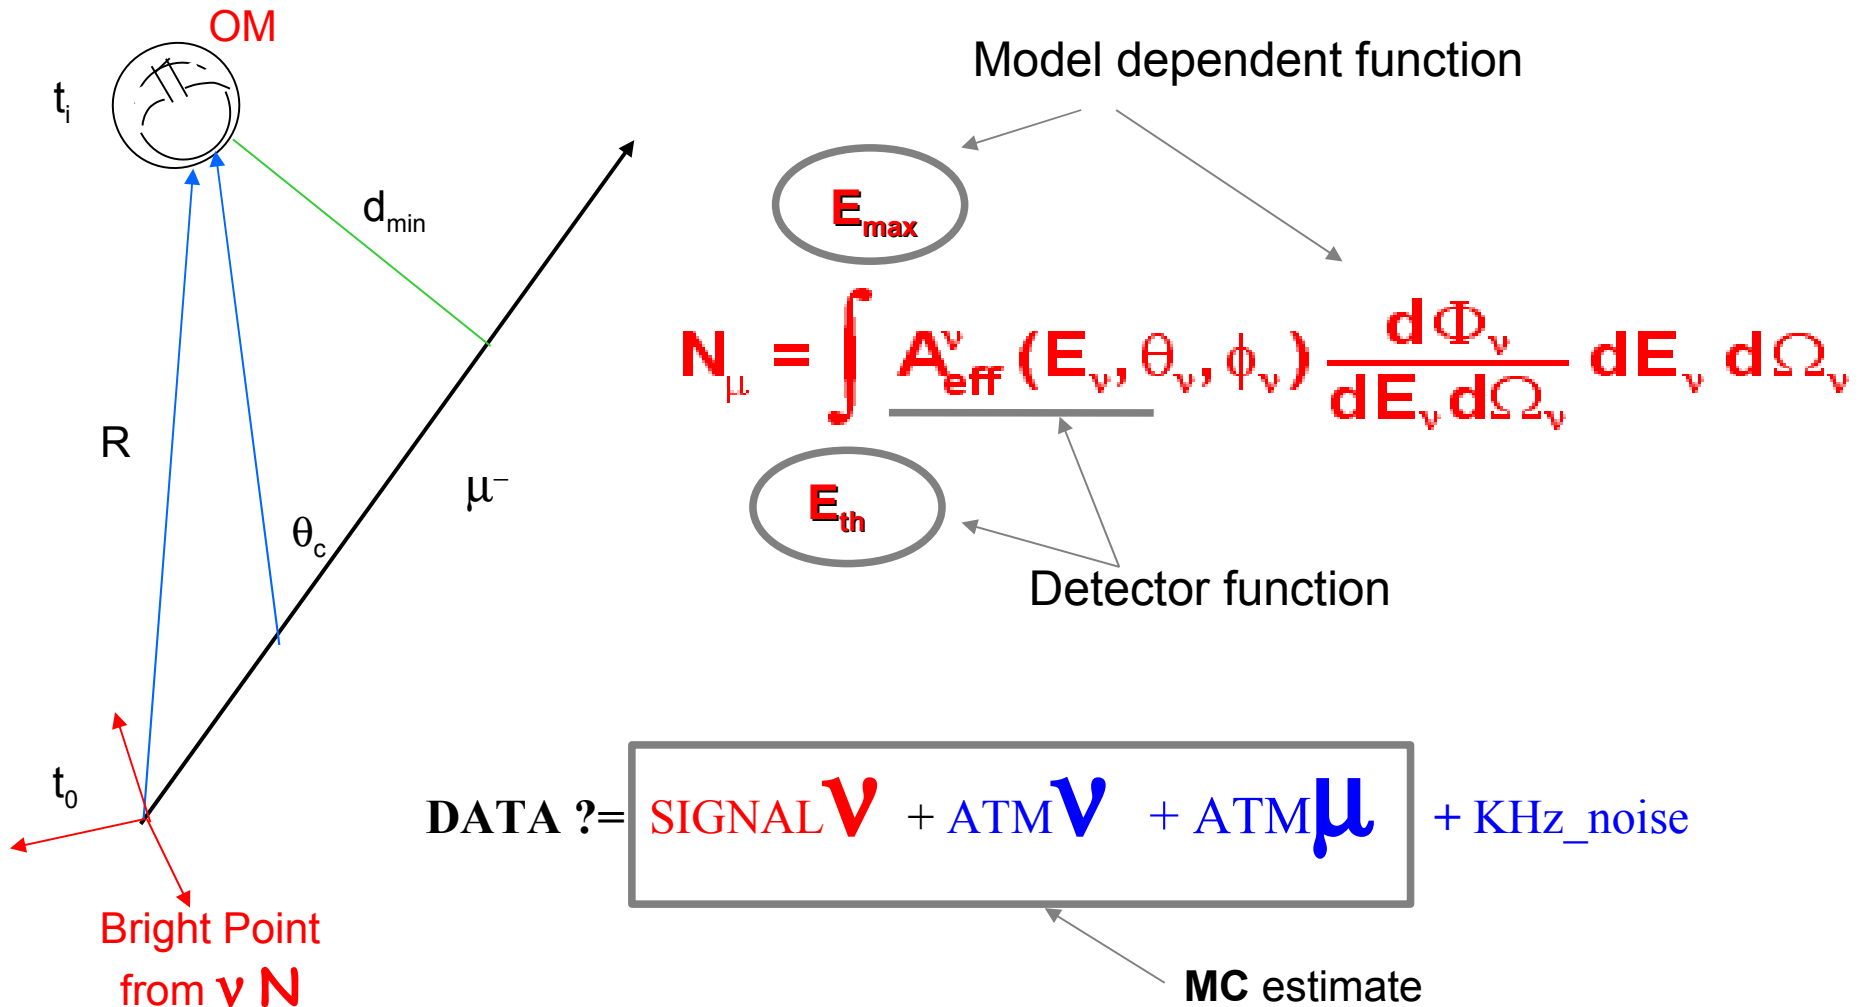 OM
t_i
d_min
R
θ_c
μ⁻
t_0
Bright Point
from ν N
Model dependent function
E_max
N_μ = ∫ A^ν_eff (E_ν, θ_ν, ϕ_ν) dΦ_ν / dE_ν dΩ_ν dE_ν dΩ_ν
E_th
Detector function
DATA ?= SIGNAL ν + ATM ν + ATM μ + KHz_noise
MC estimate